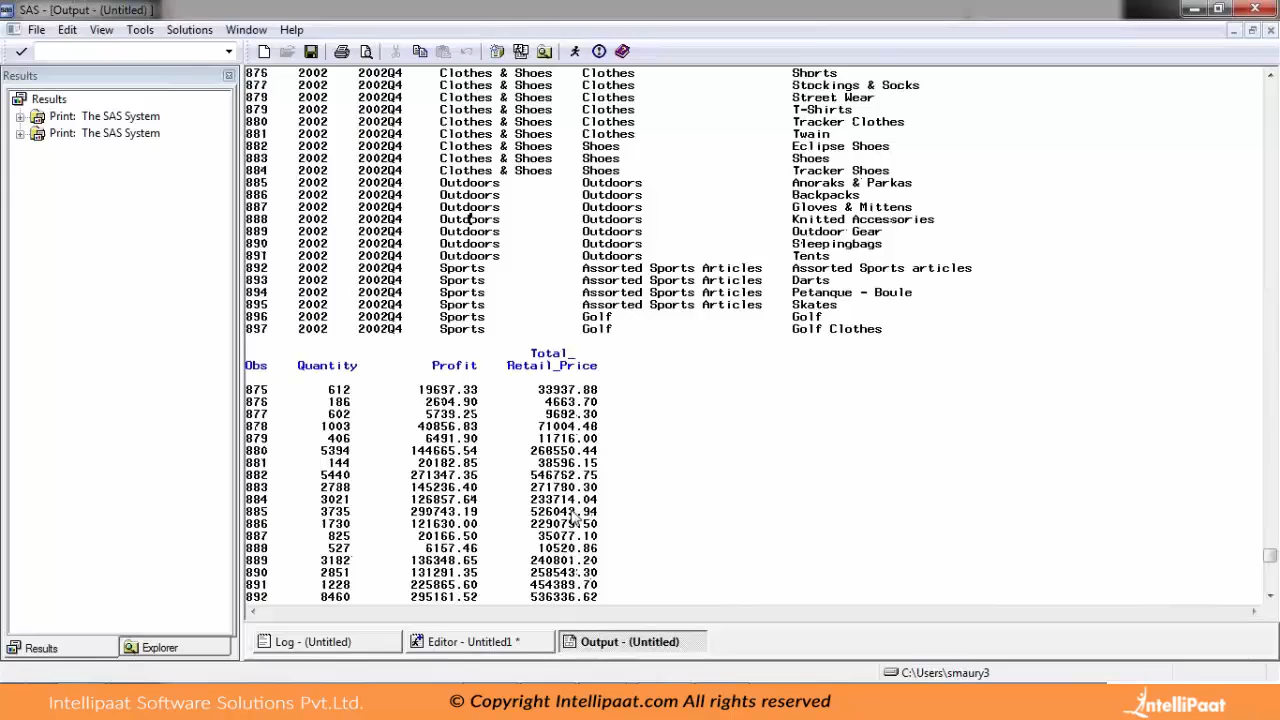 SAS - [Output - (Untitled) ]
File Edit View Tools Solutions Window Help
Results
Results
Print: The SAS System
Print: The SAS System
876 2002 2002Q4 Clothes & Shoes Clothes Shorts
877 2002 2002Q4 Clothes & Shoes Clothes Stockings & Socks
879 2002 2002Q4 Clothes & Shoes Clothes Street Wear
879 2002 2002Q4 Clothes & Shoes Clothes T-Shirts
880 2002 2002Q4 Clothes & Shoes Clothes Tracker Clothes
881 2002 2002Q4 Clothes & Shoes Clothes Twain
882 2002 2002Q4 Clothes & Shoes Shoes Eclipse Shoes
883 2002 2002Q4 Clothes & Shoes Shoes Shoes
884 2002 2002Q4 Clothes & Shoes Shoes Tracker Shoes
885 2002 2002Q4 Outdoors Outdoors Anoraks & Parkas
886 2002 2002Q4 Outdoors Outdoors Backpacks
887 2002 2002Q4 Outdoors Outdoors Gloves & Mittens
888 2002 2002Q4 Outdoors Outdoors Knitted Accessories
889 2002 2002Q4 Outdoors Outdoors Outdoor Gear
890 2002 2002Q4 Outdoors Outdoors Sleepingbags
891 2002 2002Q4 Outdoors Outdoors Tents
892 2002 2002Q4 Sports Assorted Sports Articles Assorted Sports articles
893 2002 2002Q4 Sports Assorted Sports Articles Darts
894 2002 2002Q4 Sports Assorted Sports Articles Petanque - Boule
895 2002 2002Q4 Sports Assorted Sports Articles Skates
896 2002 2002Q4 Sports Golf Golf
897 2002 2002Q4 Sports Golf Golf Clothes
Total_
Obs Quantity Profit Retail_Price
875 612 19697.33 33937.88
876 186 2604.90 4663.70
877 602 5739.25 9692.30
878 1003 40856.83 71004.48
879 406 6491.90 11716.00
880 5394 144665.54 268550.44
881 144 20182.85 38596.15
882 5440 271347.35 546762.75
883 2788 145236.40 271780.30
884 3021 126857.64 233714.04
885 3735 290743.19 526042.94
886 1730 121630.00 229079.50
887 825 20166.50 35077.10
888 527 6157.46 10520.86
889 3182 136348.65 240801.20
890 2851 131291.35 258543.30
891 1228 225865.60 454389.70
892 8460 295161.52 536336.62
Results Explorer Log - (Untitled) Editor - Untitled1 * Output - (Untitled)
C:\Users\smaury3
Intellipaat Software Solutions Pvt.Ltd. © Copyright Intellipaat.com All rights reserved IntelliPaat